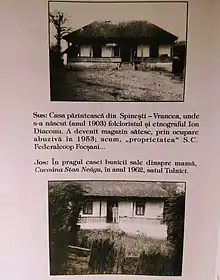 Sus: Casa părintească din Spinești – Vrancea, unde
s-a născut (anul 1903) folcloristul și etnograful Ion
Diaconu. A devenit magazin sătesc, prin ocupare
abuzivă în 1953; acum, „proprietatea” S.C.
Federalcoop Focșani...
Jos: În pragul casei bunicii sale dinspre mamă,
Cucoana Stan Neagu, în anul 1962, satul Tulnici.